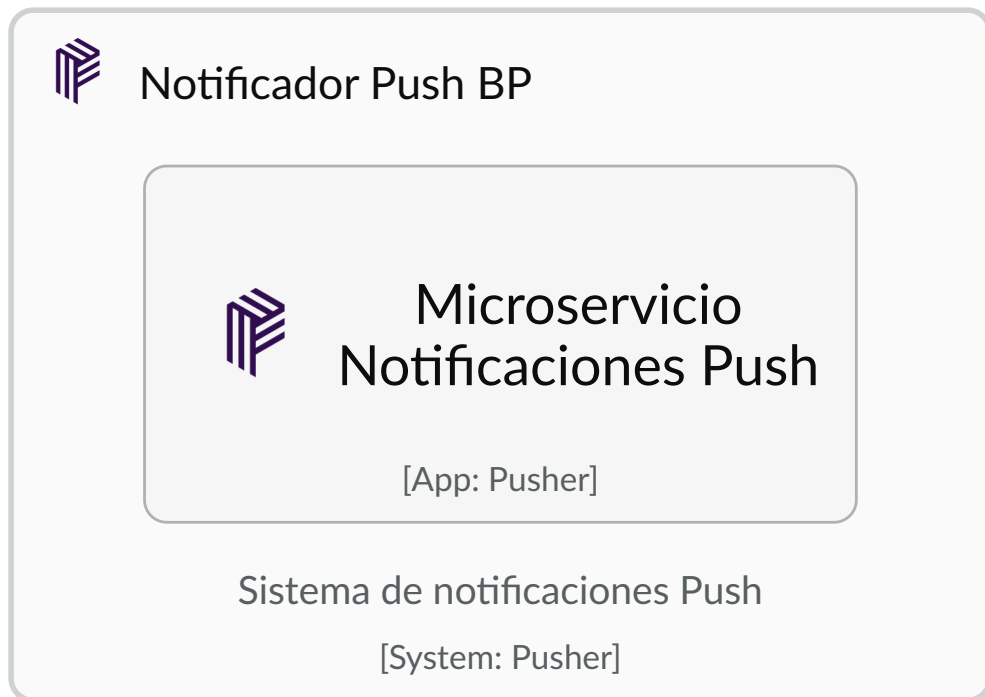 Notificador Push BP
Microservicio
Notificaciones Push
[App: Pusher]
Sistema de notificaciones Push
[System: Pusher]